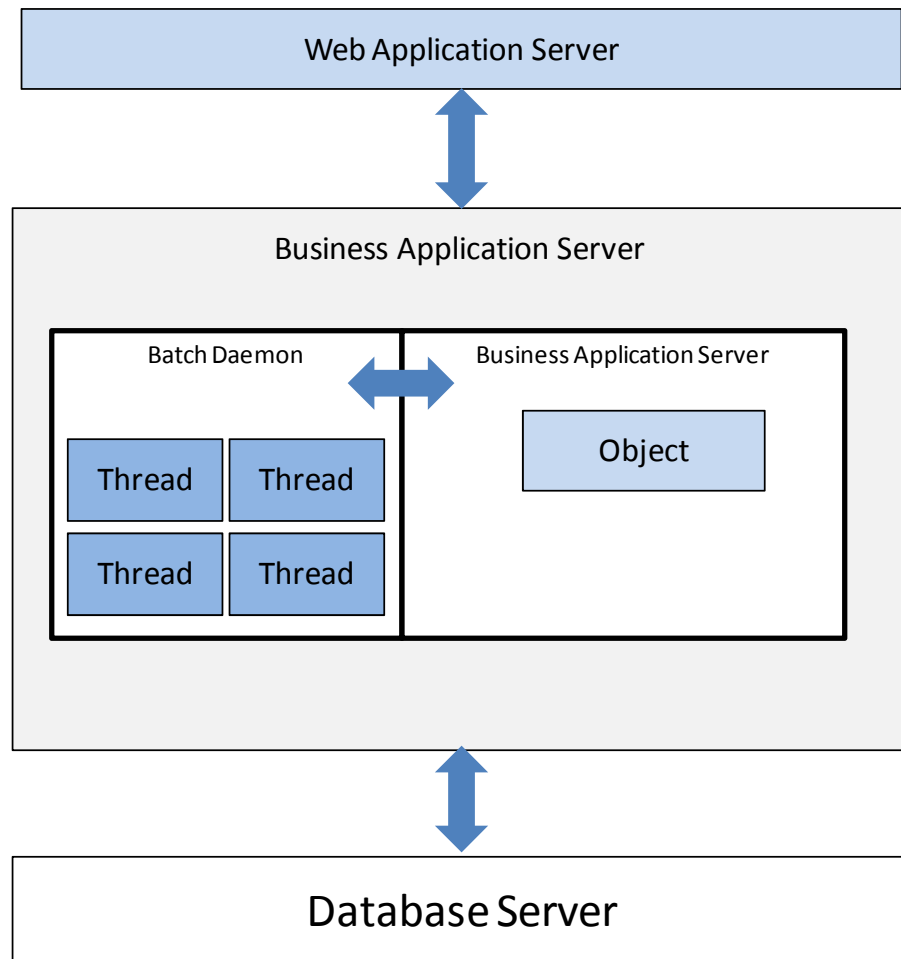 Web Application Server
Business Application Server
Batch Daemon
Business Application Server
Object
Thread
Thread
Thread
Thread
Database Server